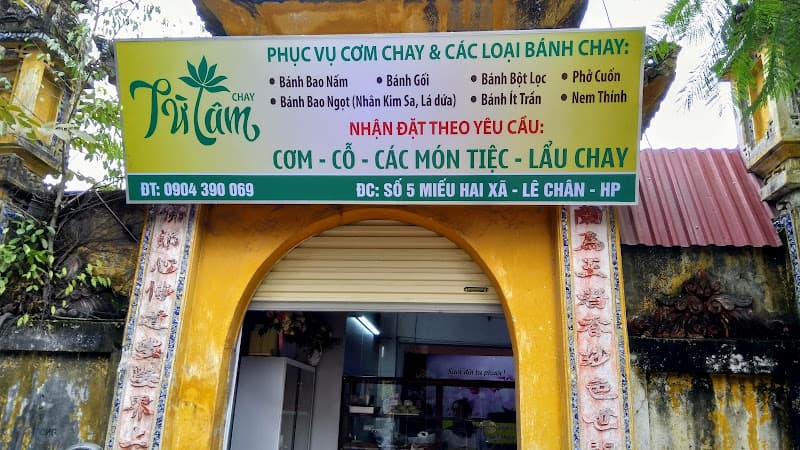 Từ Tâm
CHAY
PHỤC VỤ CƠM CHAY & CÁC LOẠI BÁNH CHAY:
• Bánh Bao Nấm • Bánh Gối • Bánh Bột Lọc • Phở Cuốn
• Bánh Bao Ngọt (Nhân Kim Sa, Lá dứa) • Bánh Ít Trần • Nem Thính
NHẬN ĐẶT THEO YÊU CẦU:
CƠM - CỖ - CÁC MÓN TIỆC - LẨU CHAY
ĐT: 0904 390 069
ĐC: SỐ 5 MIẾU HAI XÃ - LÊ CHÂN - HP